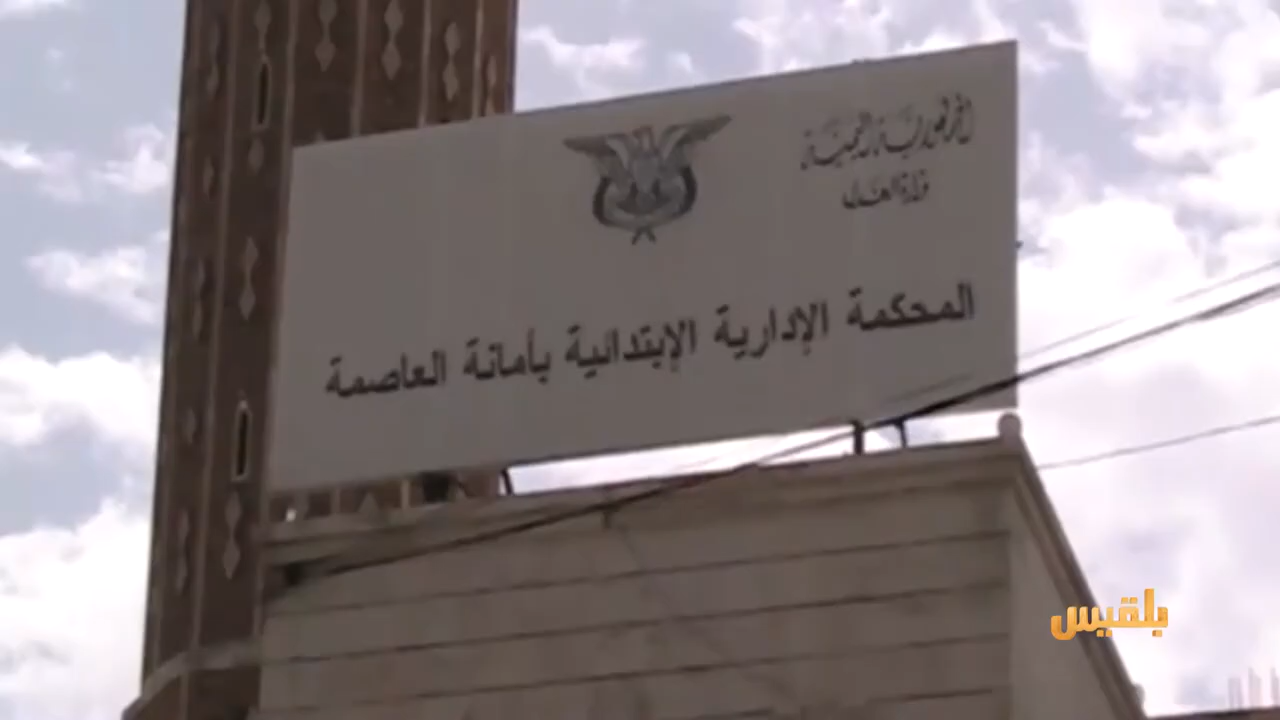 الجمهورية اليمنية
وزارة العدل
المحكمة الإدارية الإبتدائية بأمانة العاصمة
بلقيس